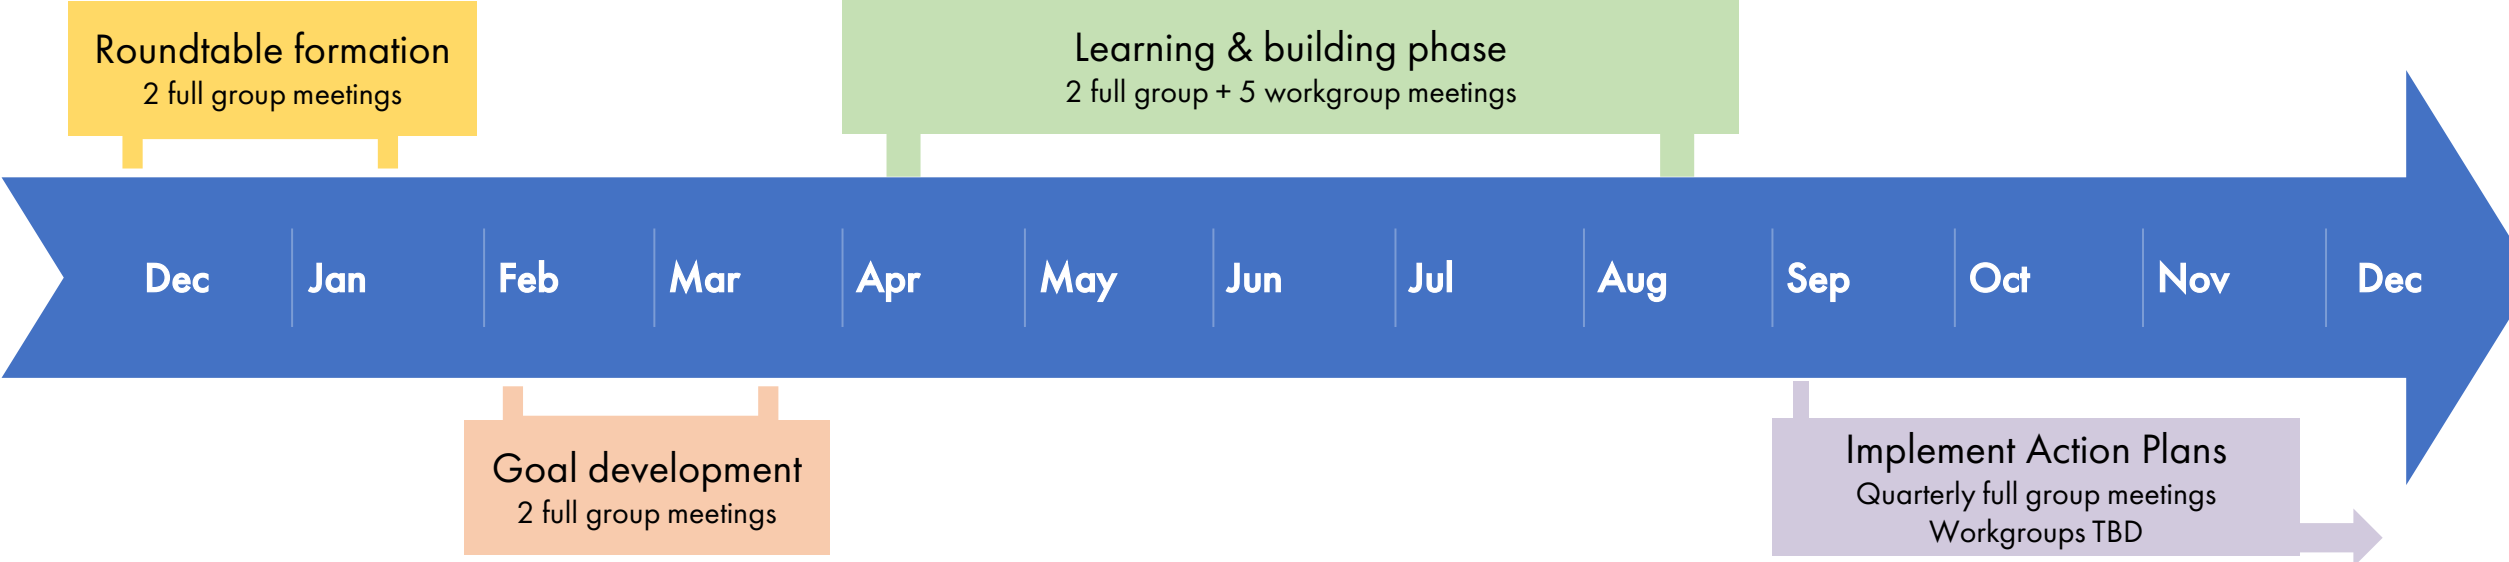 Roundtable formation
2 full group meetings
Learning & building phase
2 full group + 5 workgroup meetings
Dec
Jan
Feb
Mar
Apr
May
Jun
Jul
Aug
Sep
Oct
Nov
Dec
Goal development
2 full group meetings
Implement Action Plans
Quarterly full group meetings
Workgroups TBD